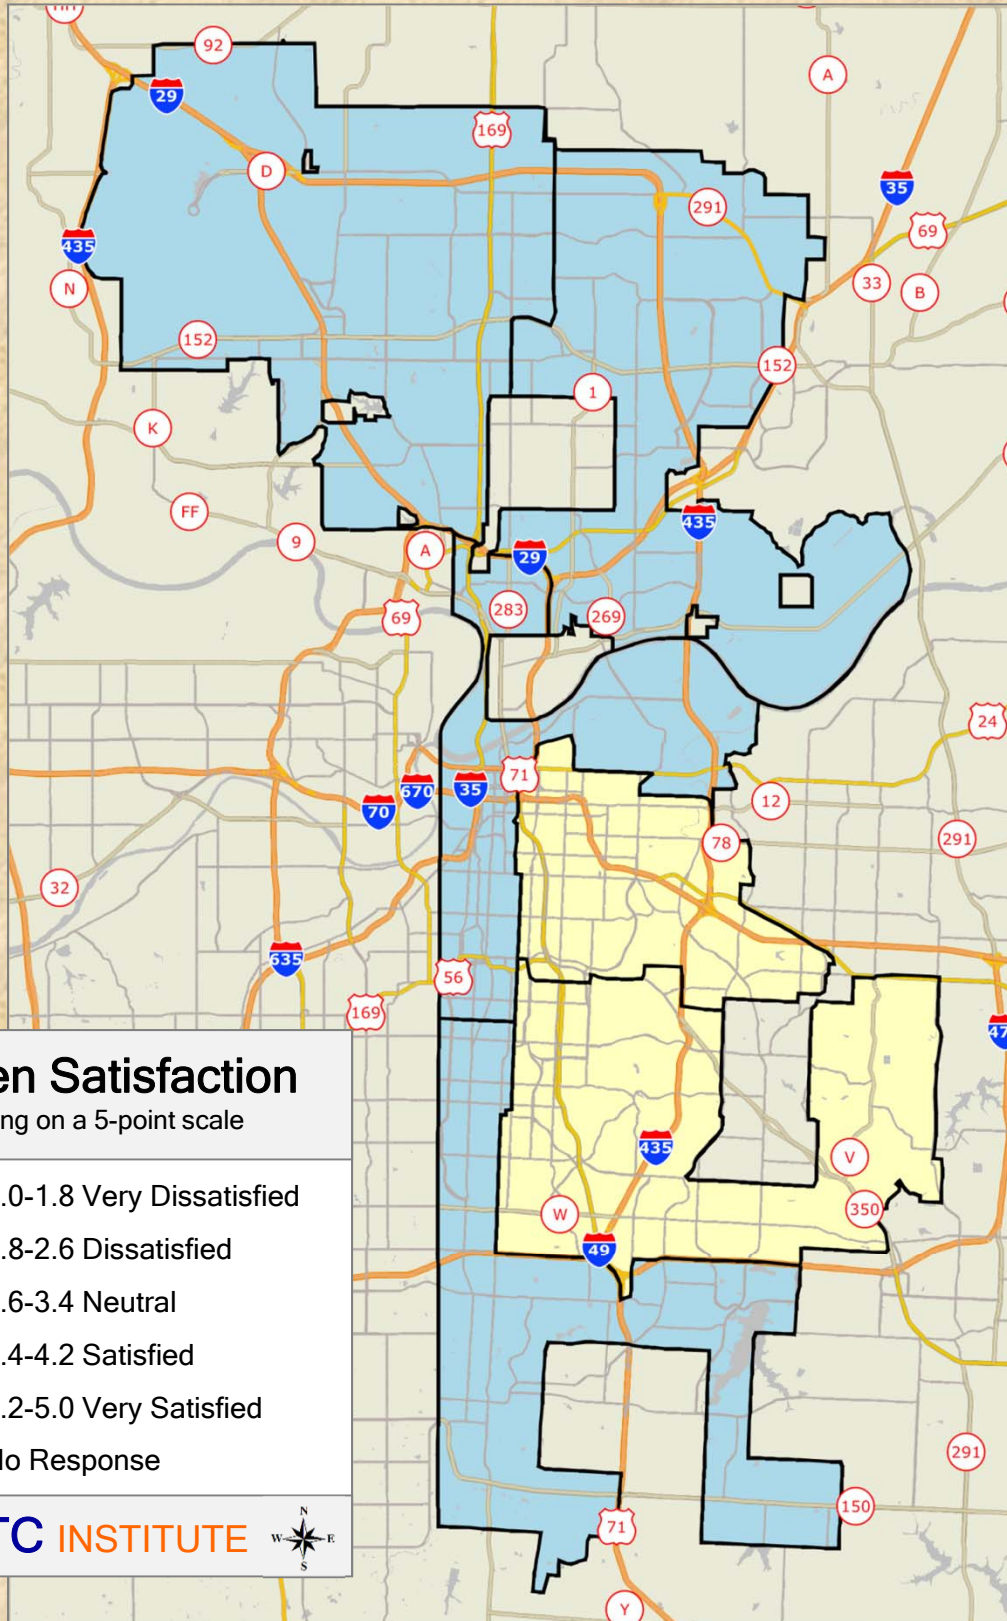 HH
92
A
29
169
D
35
291
435
69
N
33
B
152
152
1
K
FF
435
9
A
29
283
269
69
24
71
670
35
12
70
78
291
32
635
56
169
47
en Satisfaction
ng on a 5-point scale
435
V
.0-1.8 Very Dissatisfied
350
W
.8-2.6 Dissatisfied
49
.6-3.4 Neutral
.4-4.2 Satisfied
.2-5.0 Very Satisfied
lo Response
291
150
TC INSTITUTE
N
W E
S
71
Y